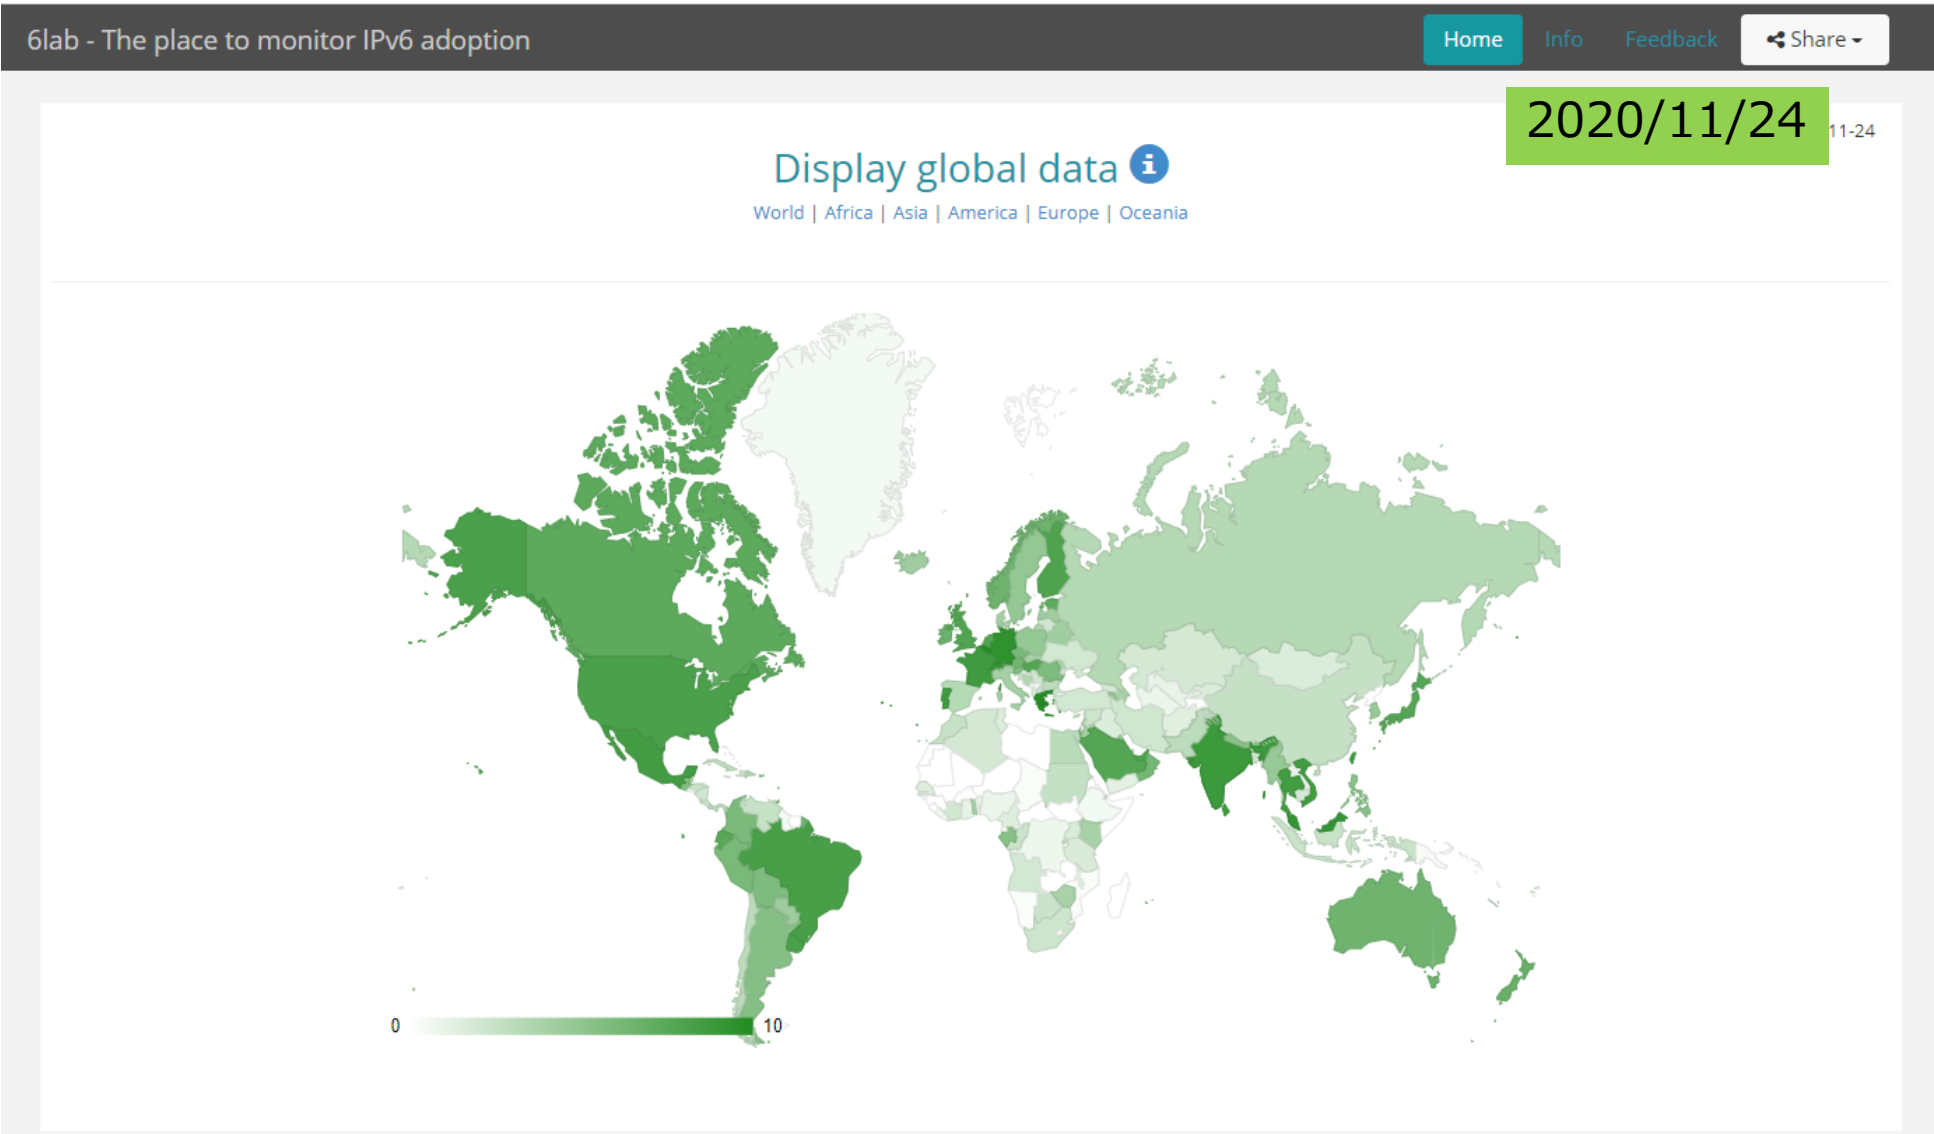 6lab - The place to monitor IPv6 adoption
Home
Info
Feedback
Share
2020/11/24
11-24
Display global data
World | Africa | Asia | America | Europe | Oceania
0
10